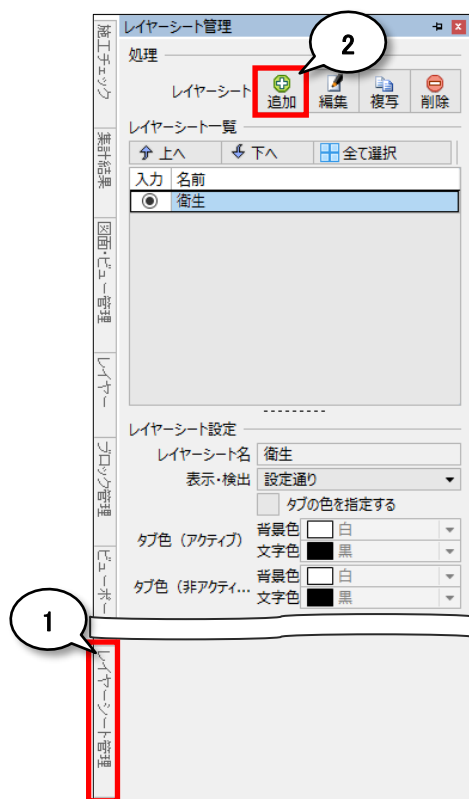 レイヤーシート管理
2
処理
レイヤーシート 追加 編集 複写 削除
レイヤーシート一覧
上へ 下へ 全て選択
入力 名前
衛生
レイヤーシート設定
レイヤーシート名 衛生
表示・検出 設定通り
タブの色を指定する
タブ色（アクティブ） 背景色 白
文字色 黒
タブ色（非アクティ... 背景色 白
文字色 黒
施工チェック
集計結果
図面・ビュー管理
レイヤー
ブロック管理
ビューポー
1
レイヤーシート管理